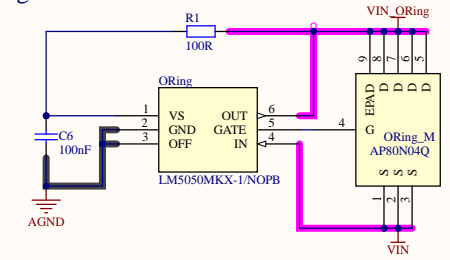 R1
100R
VIN_ORing
ORing
9
8
7
6
5
EPAD
D
D
D
D
1
VS
OUT
6
2
GND
GATE
5
3
OFF
IN
4
4
G
ORing_M
AP80N04Q
C6
100nF
LM5050MKX-1/NOPB
S
S
S
1
2
3
AGND
VIN